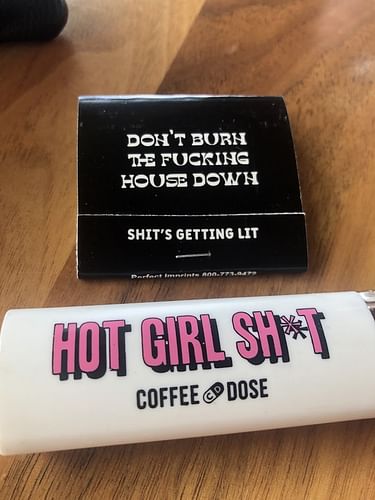 DON'T BURN
THE FUCKING
HOUSE DOWN
SHIT'S GETTING LIT
Perfect Imprints 800-773-9472
HOT GIRL SH*T
COFFEE CD DOSE